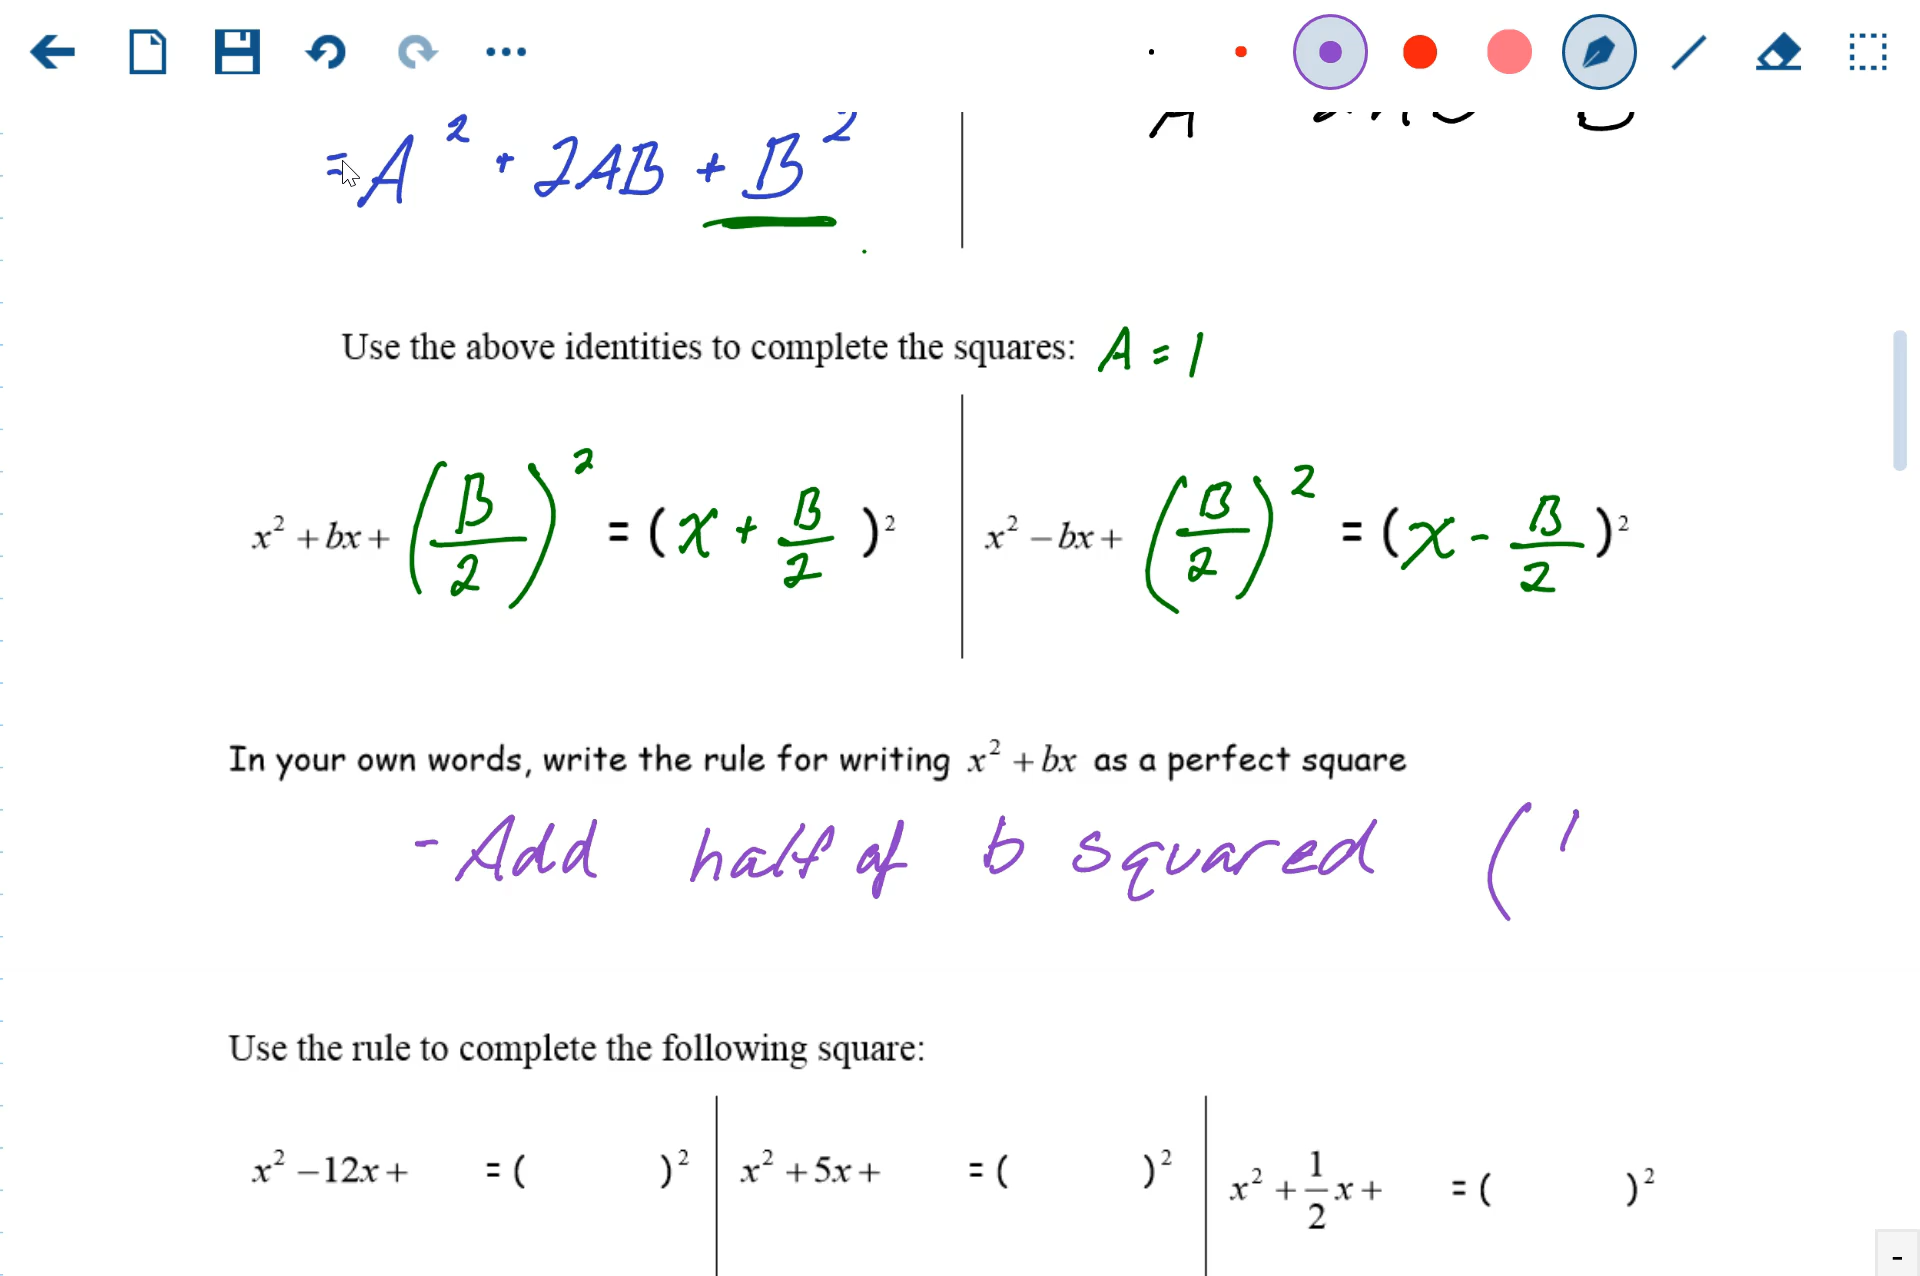 = A² + 2AB + B²
Use the above identities to complete the squares: A = 1
x² + bx + (B/2)² = (x + B/2)²
x² − bx + (B/2)² = (x - B/2)²
In your own words, write the rule for writing x² + bx as a perfect square
- Add half of b squared (
Use the rule to complete the following square:
x² − 12x + = ( )²
x² + 5x + = ( )²
x² + 1/2 x + = ( )²